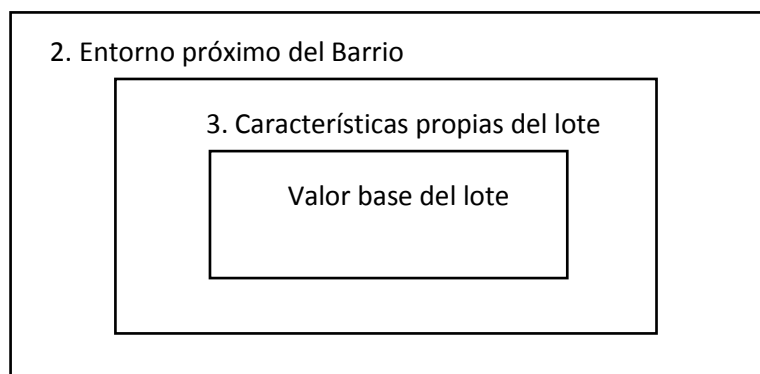 2. Entorno próximo del Barrio
3. Características propias del lote
Valor base del lote